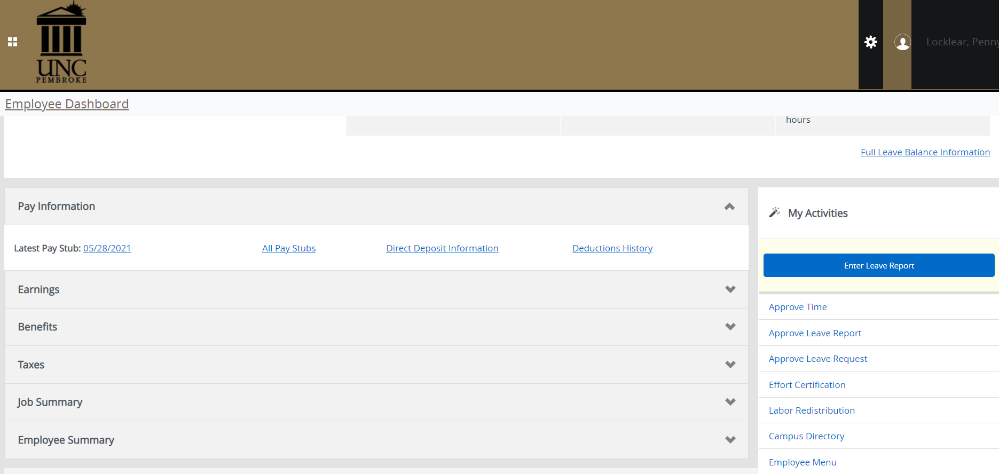 UNC
PEMBROKE
Locklear, Penny
Employee Dashboard
hours
Full Leave Balance Information
Pay Information
Latest Pay Stub: 05/28/2021 All Pay Stubs Direct Deposit Information Deductions History
Earnings
Benefits
Taxes
Job Summary
Employee Summary
My Activities
Enter Leave Report
Approve Time
Approve Leave Report
Approve Leave Request
Effort Certification
Labor Redistribution
Campus Directory
Employee Menu